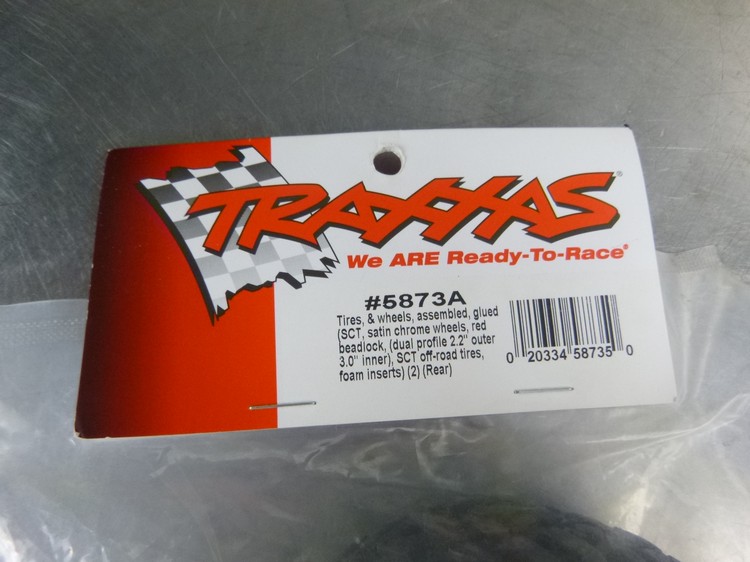 TRAXXAS®
We ARE Ready-To-Race®
#5873A
Tires, & wheels, assembled, glued
(SCT, satin chrome wheels, red
beadlock, (dual profile 2.2" outer
3.0" inner), SCT off-road tires,
foam inserts) (2) (Rear)
0 20334 58735 0